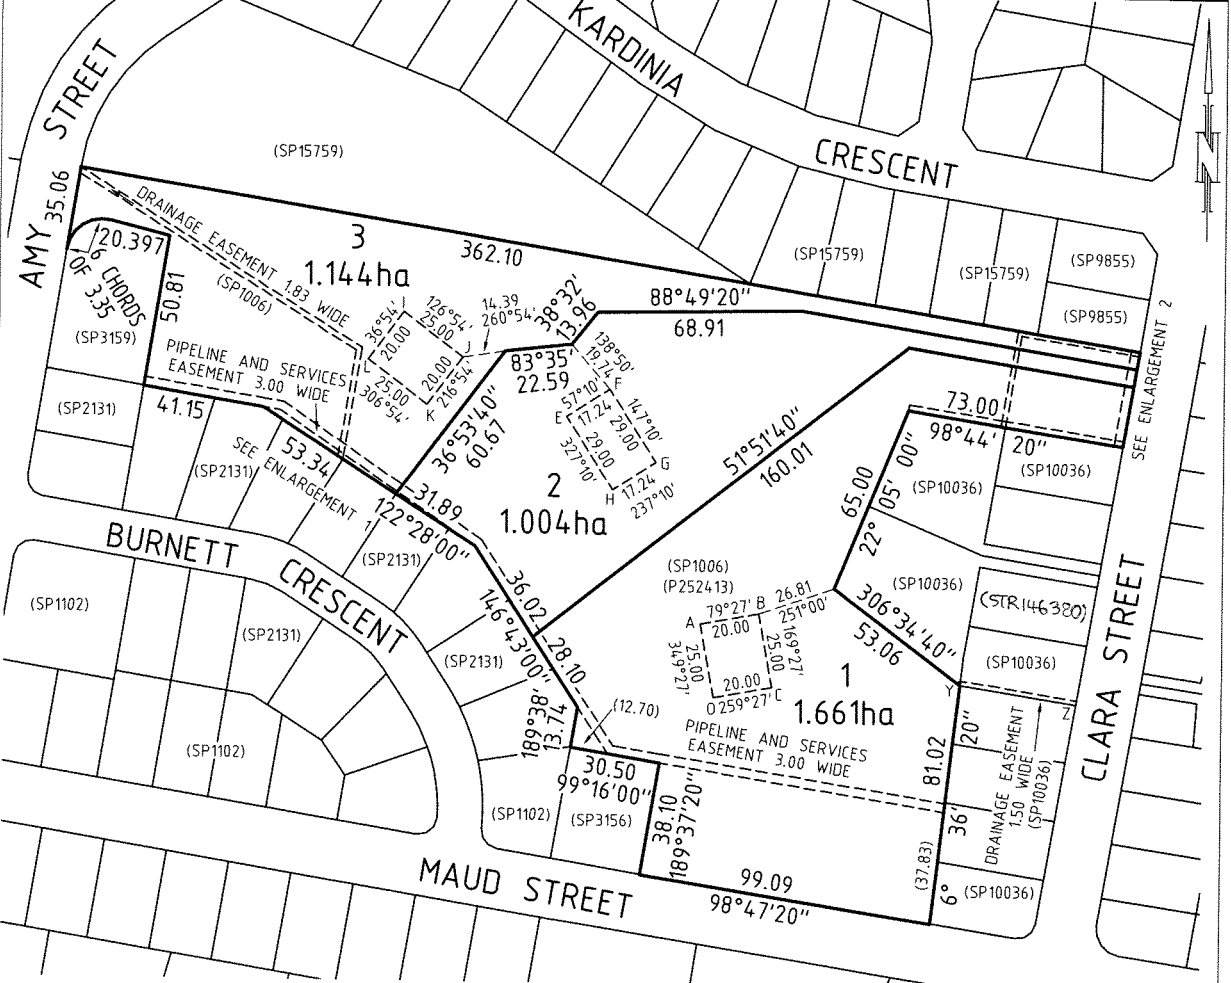 KARDINIA
CRESCENT
N
AMY STREET
35.06
(SP15759)
DRAINAGE EASEMENT 1.83 WIDE
(SP1006)
3
1.144ha
362.10
(SP15759)
(SP15759)
(SP9855)
(SP9855)
SEE ENLARGEMENT 2
20.397
6 CHORDS
OF 3.35
50.81
(SP3159)
PIPELINE AND SERVICES
EASEMENT 3.00 WIDE
I
36°54'
20.00
126°54'
25.00
J
L
25.00
306°54'
20.00
216°54'
K
14.39
260°54'
38°32'
13.96
88°49'20"
68.91
83°35'
22.59
138°50'
19.74
F
57°10'
17.24
E
147°10'
29.00
29.00
327°10'
G
H
17.24
237°10'
36°53'40"
60.67
2
1.004ha
51°51'40"
160.01
73.00
98°44'20"
(SP10036)
(SP10036)
65.00
22°05'00"
(SP2131)
41.15
(SP2131)
53.34
SEE ENLARGEMENT 1
31.89
122°28'00"
(SP2131)
BURNETT
CRESCENT
(SP1102)
(SP2131)
(SP2131)
(SP1102)
36.02
146°43'00"
28.10
189°38'
13.74
(12.70)
(SP1006)
(P252413)
79°27'
B
26.81
251°00'
A
20.00
25.00
349°27'
169°27'
25.00
20.00
D
259°27'
C
(SP10036)
306°34'40"
53.06
(STR146380)
(SP10036)
1
1.661ha
Y
Z
PIPELINE AND SERVICES
EASEMENT 3.00 WIDE
81.02
6°36'20"
DRAINAGE EASEMENT
1.50 WIDE
(SP10036)
CLARA STREET
30.50
99°16'00"
(SP1102)
(SP3156)
38.10
189°37'20"
(37.83)
(SP10036)
99.09
98°47'20"
MAUD STREET